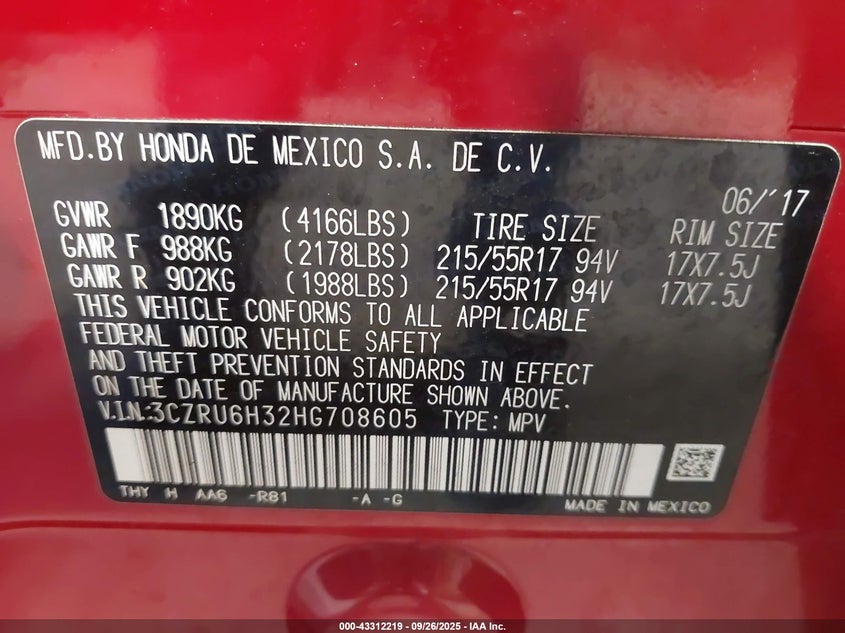 MFD.BY HONDA DE MEXICO S.A. DE C.V.
06/'17
GVWR 1890KG (4166LBS) TIRE SIZE RIM SIZE
GAWR F 988KG (2178LBS) 215/55R17 94V 17X7.5J
GAWR R 902KG (1988LBS) 215/55R17 94V 17X7.5J
THIS VEHICLE CONFORMS TO ALL APPLICABLE
FEDERAL MOTOR VEHICLE SAFETY
AND THEFT PREVENTION STANDARDS IN EFFECT
ON THE DATE OF MANUFACTURE SHOWN ABOVE.
V.I.N:3CZRU6H32HG708605 TYPE: MPV
THY H AA6 -R81 -A -G
MADE IN MEXICO
000-43312219 - 09/26/2025 - IAA Inc.